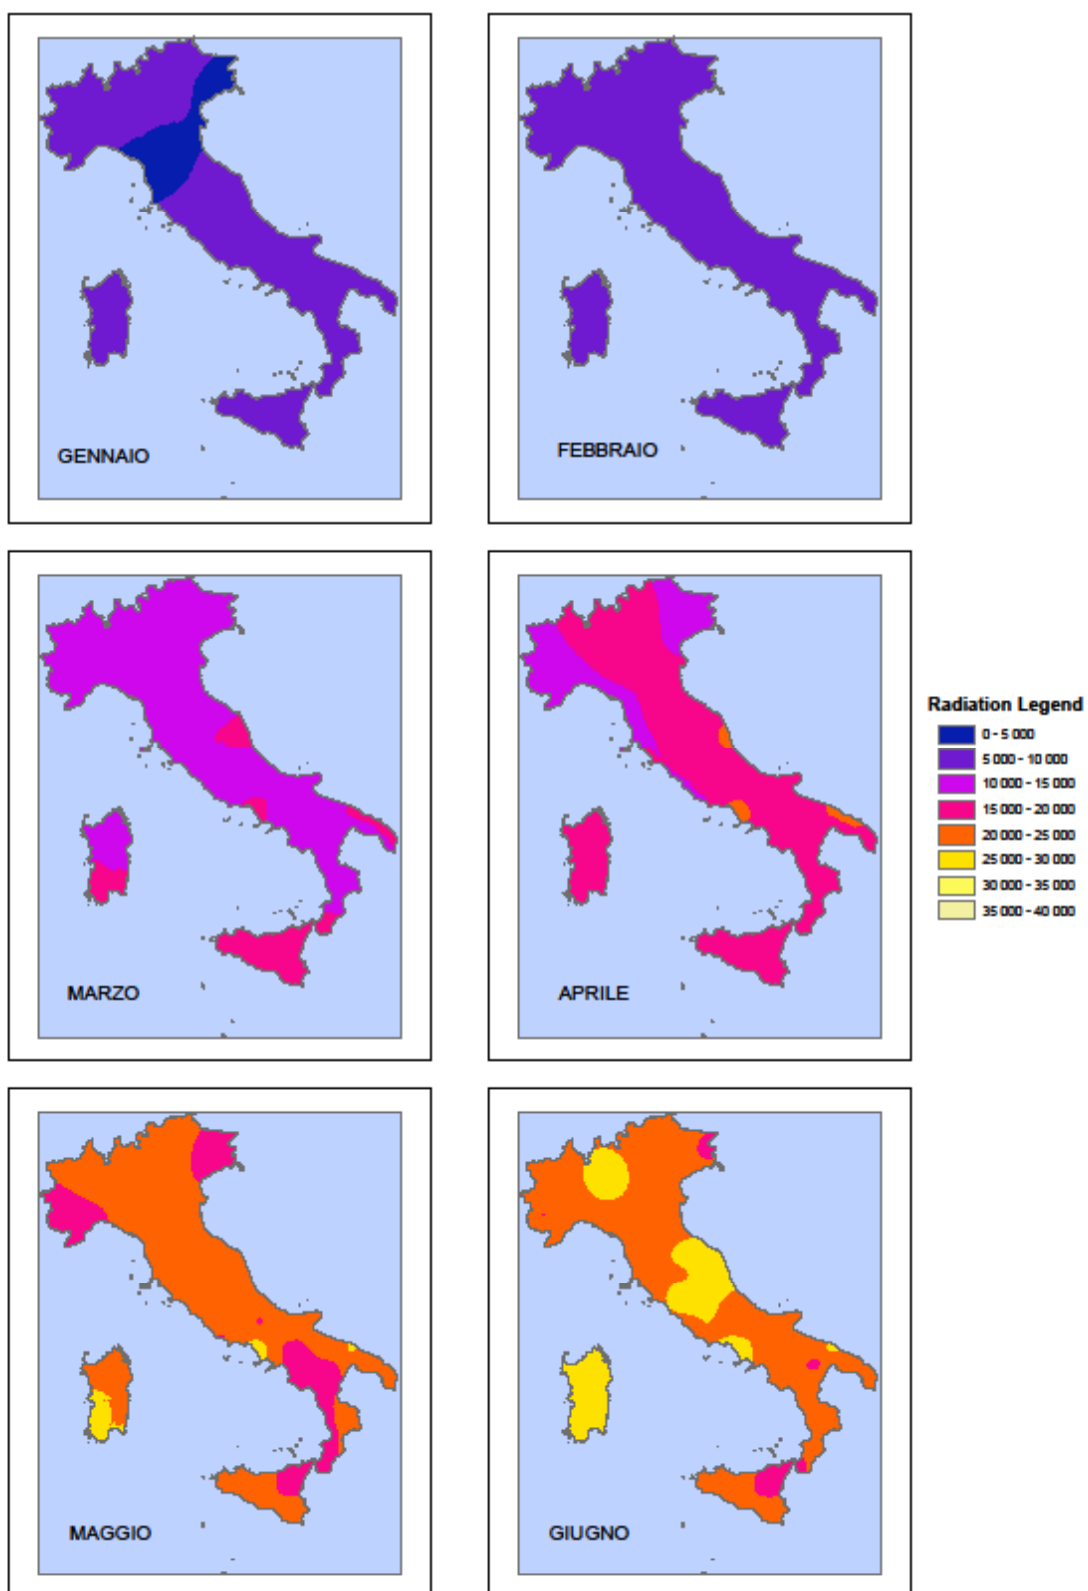 GENNAIO
FEBBRAIO
MARZO
APRILE
Radiation Legend
0 - 5 000
5 000 - 10 000
10 000 - 15 000
15 000 - 20 000
20 000 - 25 000
25 000 - 30 000
30 000 - 35 000
35 000 - 40 000
MAGGIO
GIUGNO